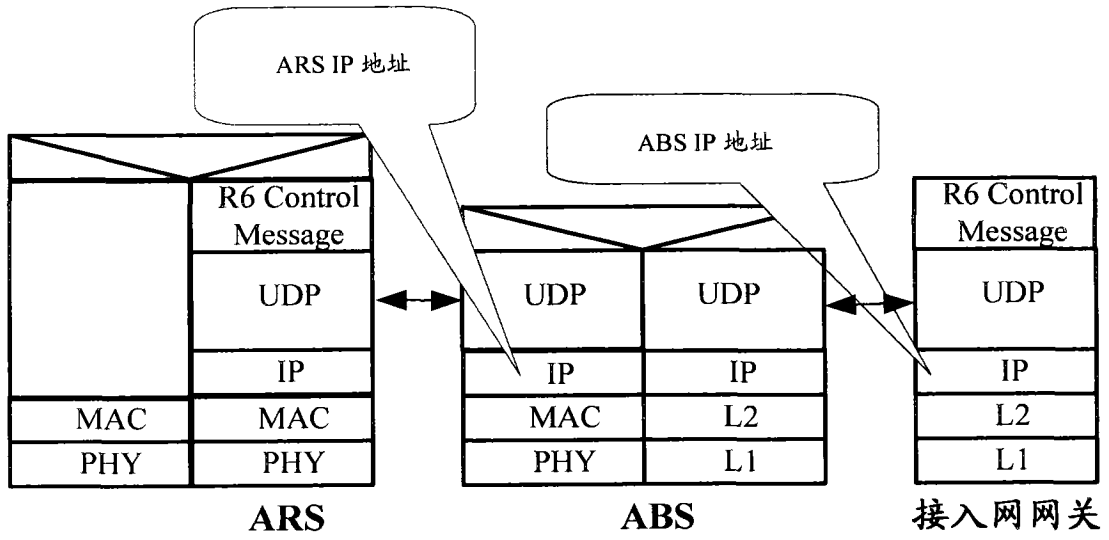 ARS IP 地址
ABS IP 地址
R6 Control
Message
UDP
IP
MAC
MAC
PHY
PHY
ARS
UDP
UDP
IP
IP
MAC
L2
PHY
L1
ABS
R6 Control
Message
UDP
IP
L2
L1
接入网网关